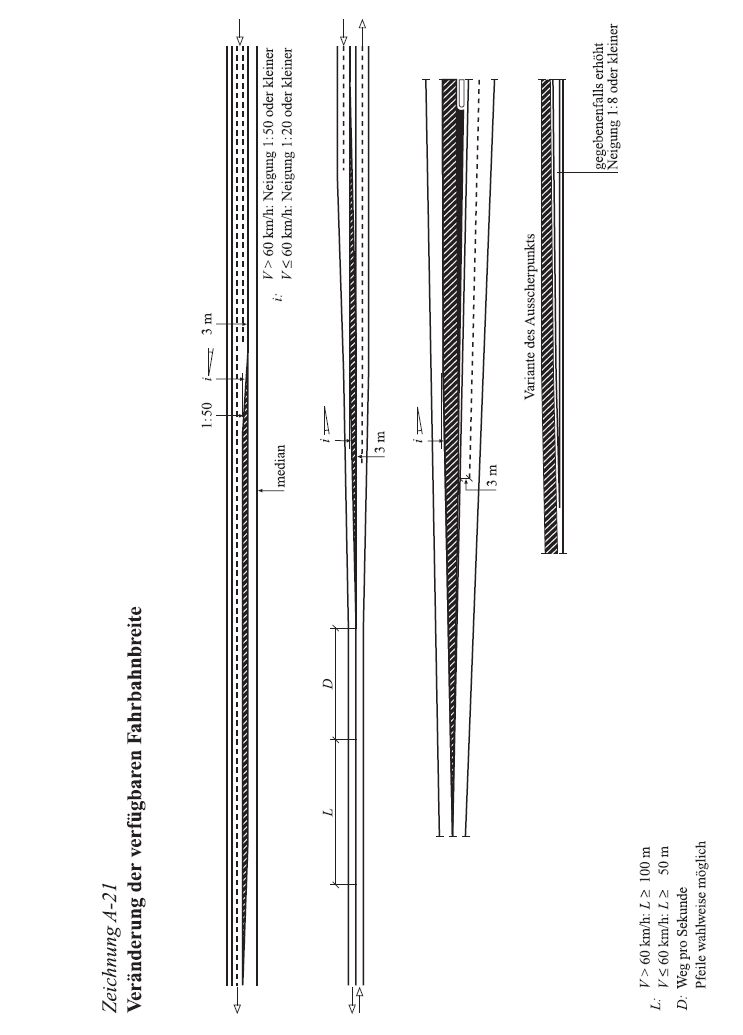 Zeichnung A-21
Veränderung der verfügbaren Fahrbahnbreite
1:50
i
3 m
median
i: V > 60 km/h: Neigung 1:50 oder kleiner
V ≤ 60 km/h: Neigung 1:20 oder kleiner
L
D
i
3 m
i
3 m
Variante des Ausscherpunkts
gegebenenfalls erhöht
Neigung 1:8 oder kleiner
L: V > 60 km/h: L ≥ 100 m
V ≤ 60 km/h: L ≥ 50 m
D: Weg pro Sekunde
Pfeile wahlweise möglich